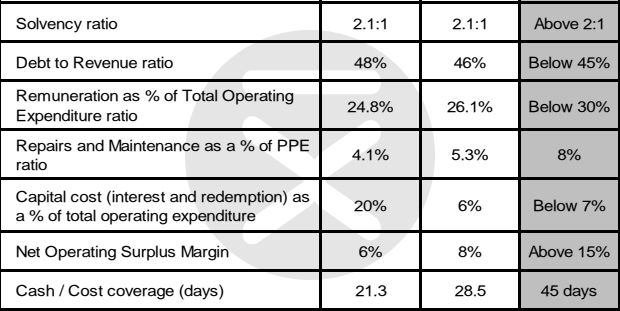 Solvency ratio 2.1:1 2.1:1 Above 2:1
Debt to Revenue ratio 48% 46% Below 45%
Remuneration as % of Total Operating
Expenditure ratio 24.8% 26.1% Below 30%
Repairs and Maintenance as a % of PPE
ratio 4.1% 5.3% 8%
Capital cost (interest and redemption) as
a % of total operating expenditure 20% 6% Below 7%
Net Operating Surplus Margin 6% 8% Above 15%
Cash / Cost coverage (days) 21.3 28.5 45 days